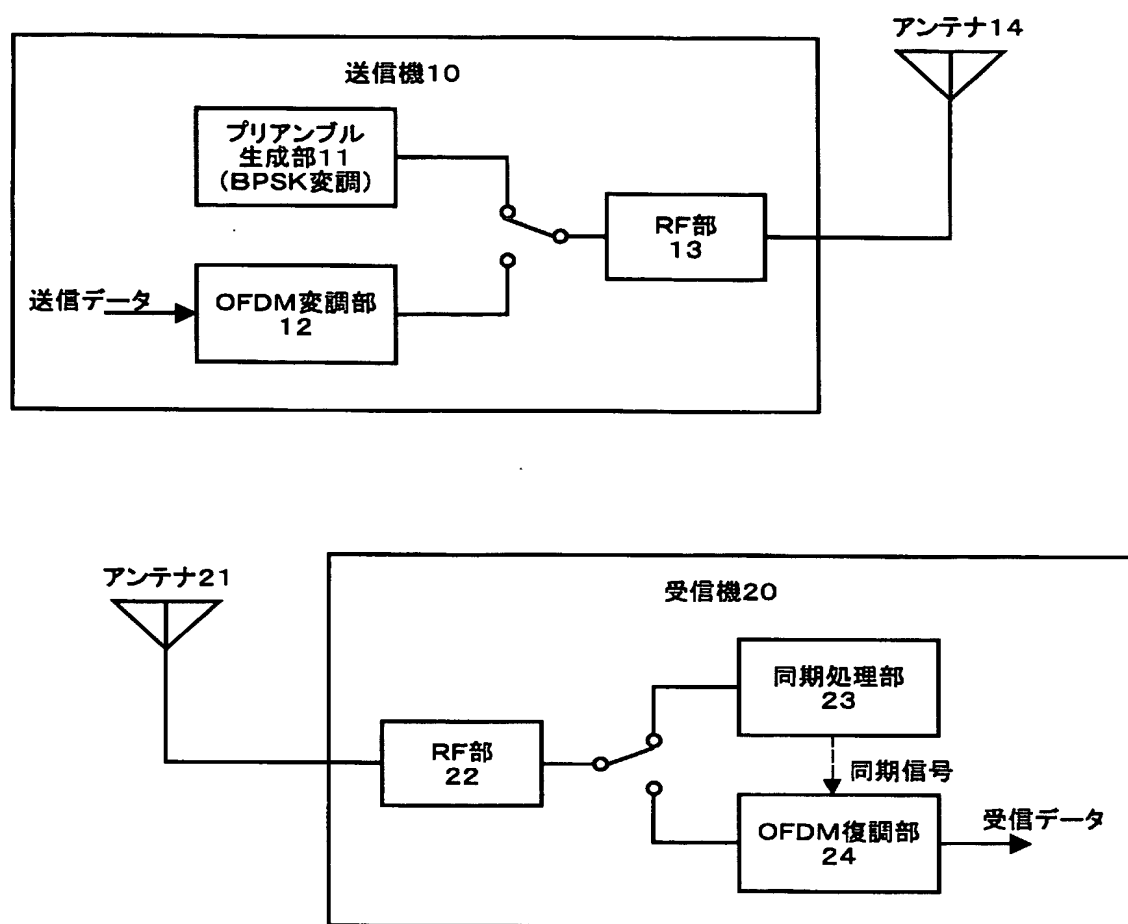 アンテナ14
送信機10
プリアンブル
生成部11
（BPSK変調）
RF部
13
送信データ
OFDM変調部
12
アンテナ21
受信機20
同期処理部
23
RF部
22
同期信号
OFDM復調部
24
受信データ